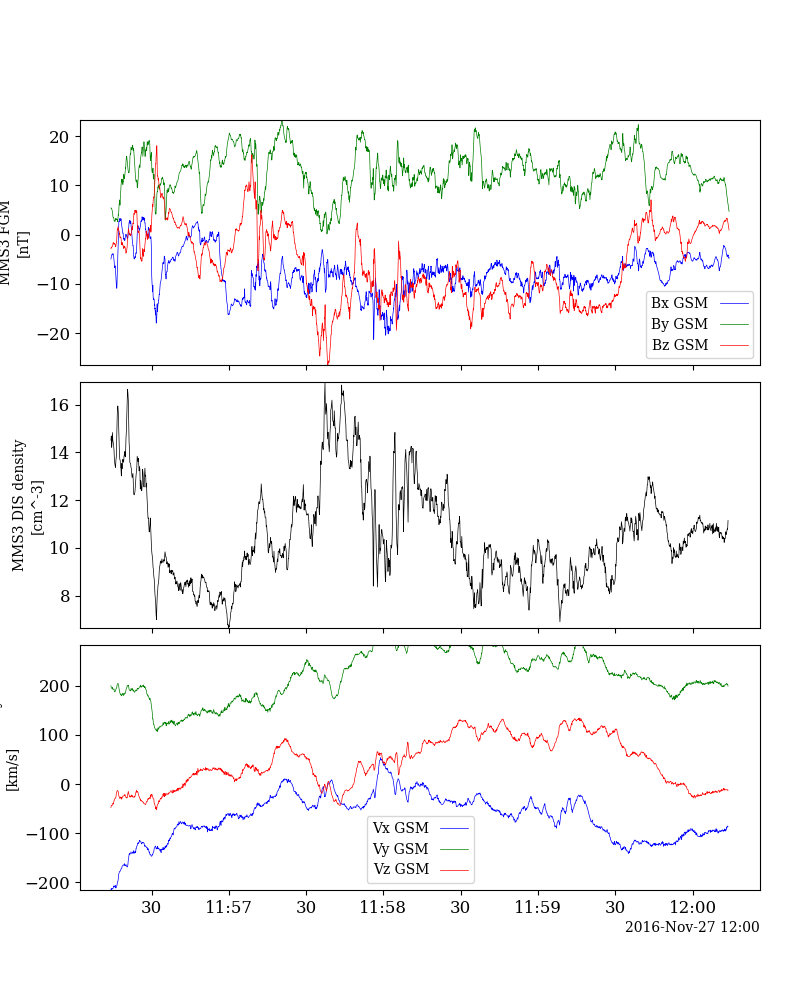 20
10
0
−10
−20
MMS3 FGM
[nT]
Bx GSM
By GSM
Bz GSM
16
14
12
10
8
MMS3 DIS density
[cm^-3]
200
100
0
−100
−200
[km/s]
Vx GSM
Vy GSM
Vz GSM
30 11:57 30 11:58 30 11:59 30 12:00
2016-Nov-27 12:00